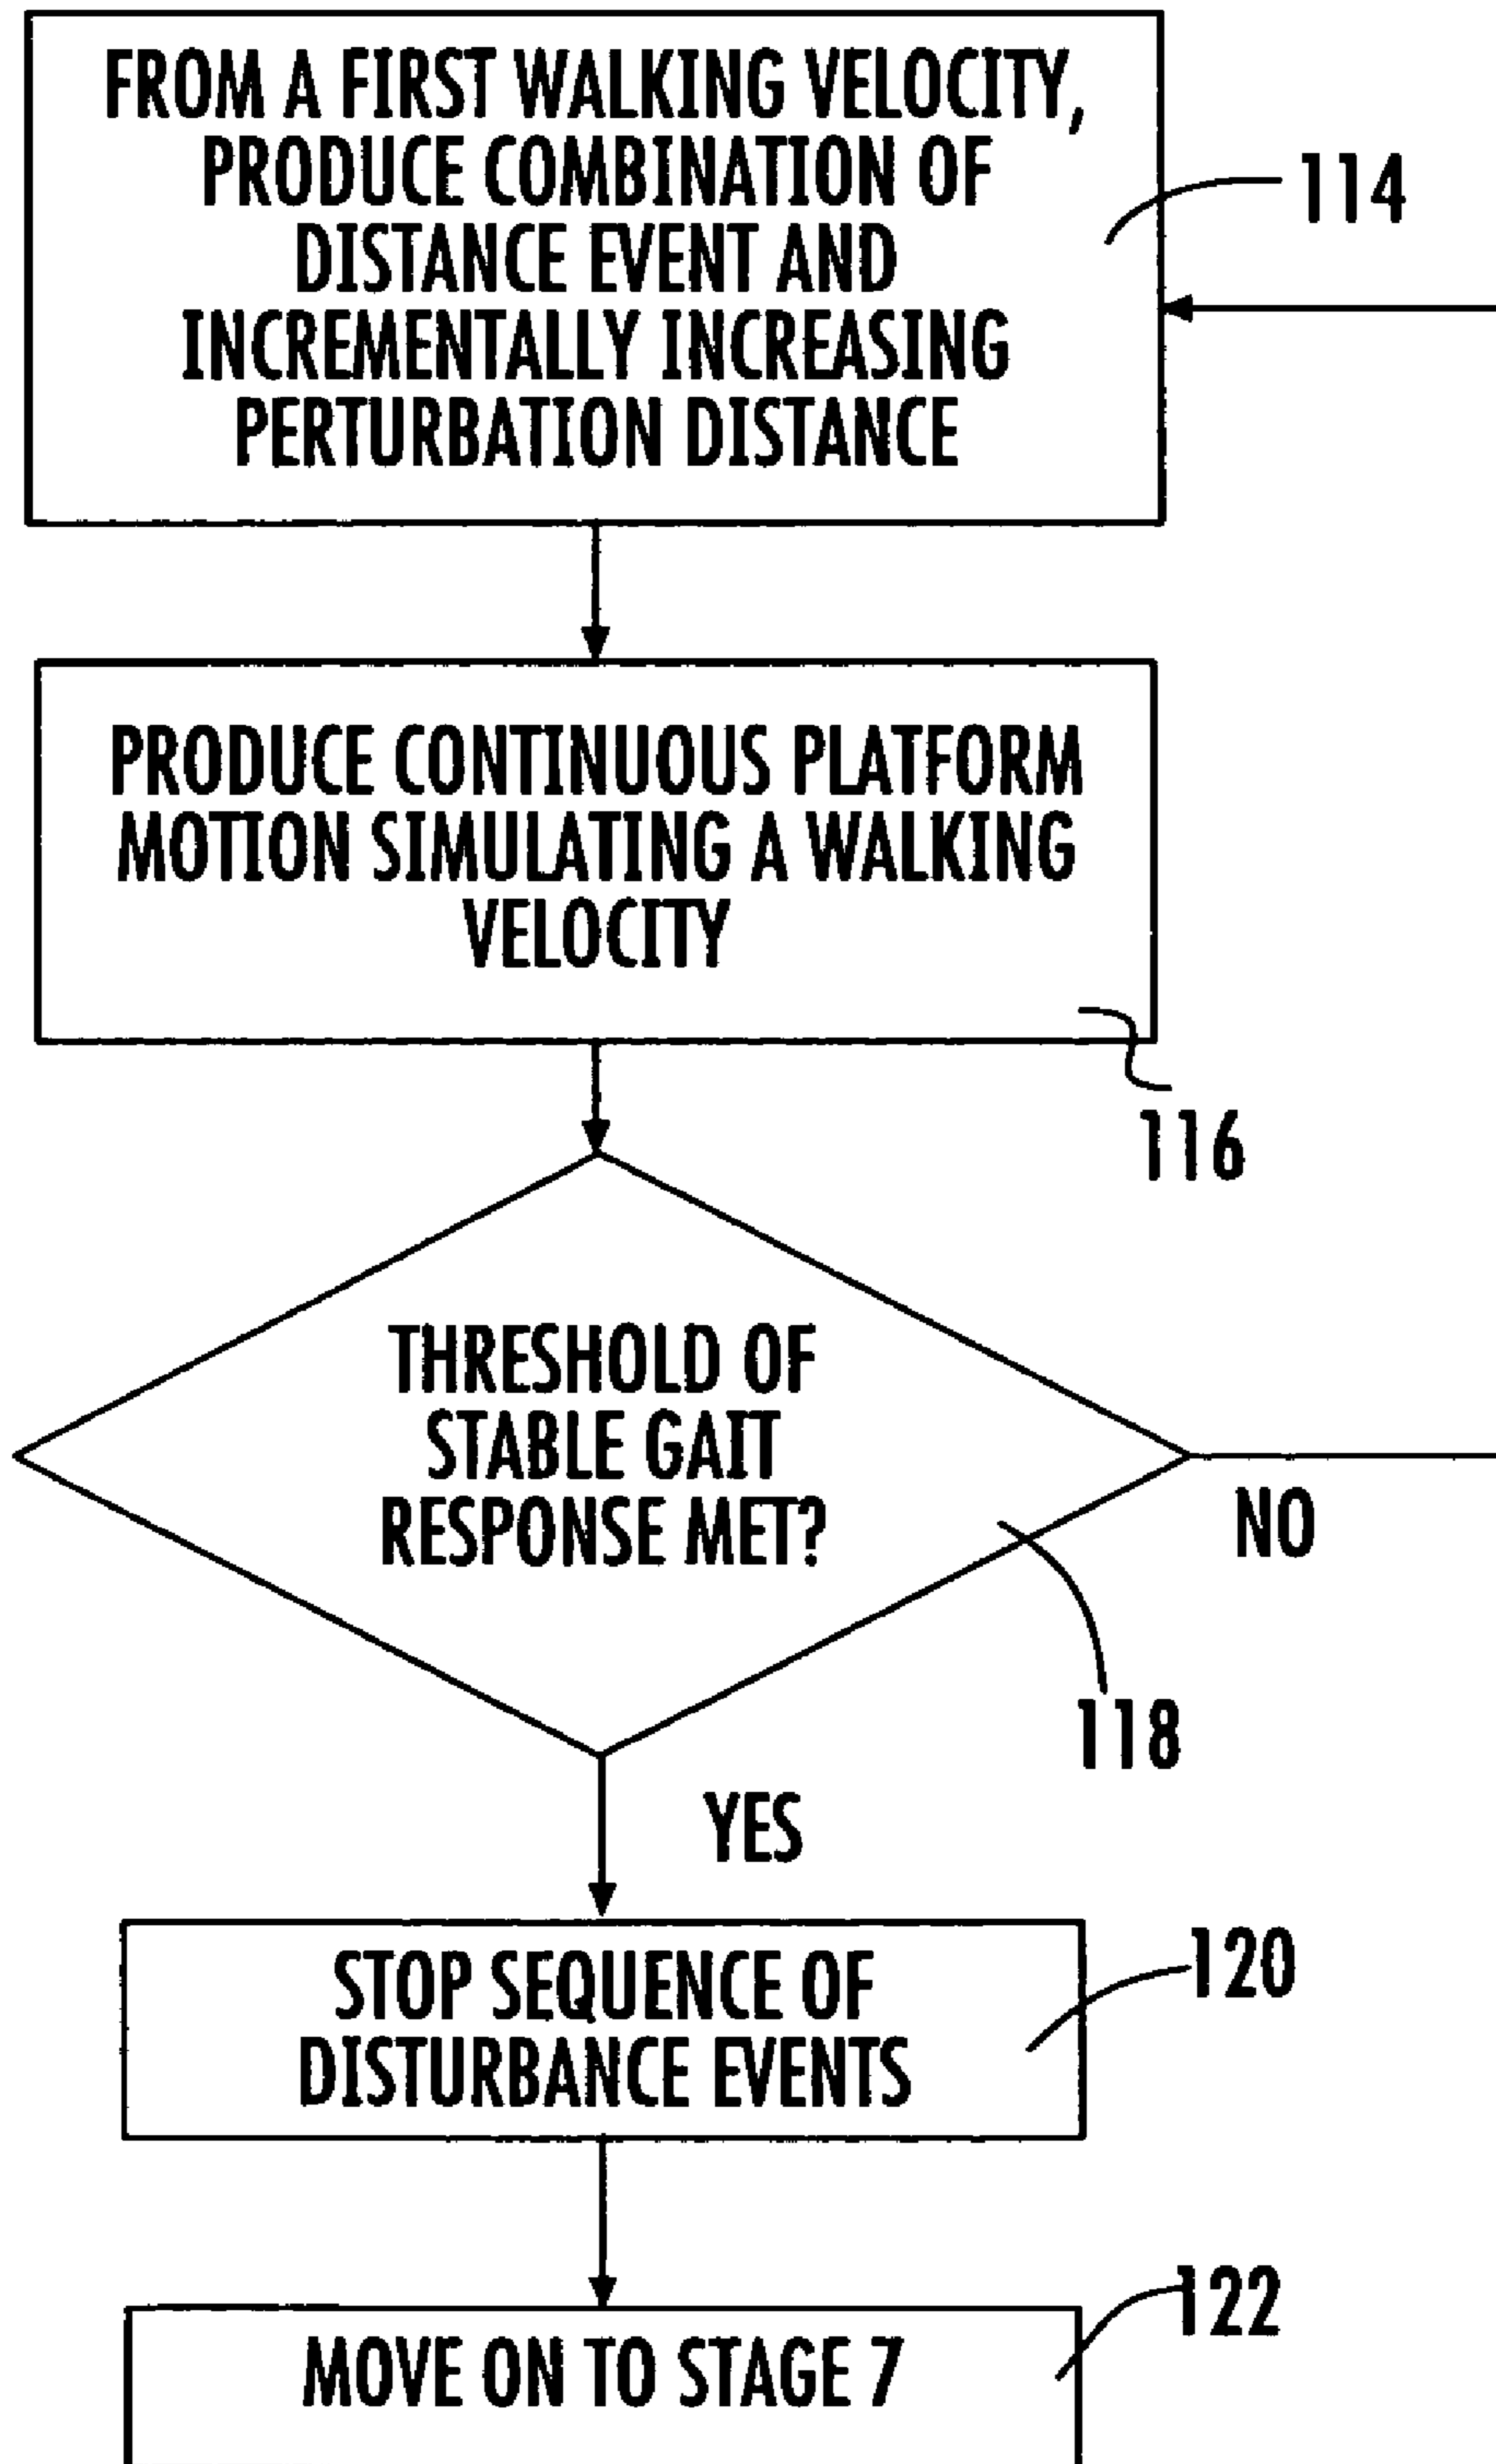 FROM A FIRST WALKING VELOCITY,
PRODUCE COMBINATION OF
DISTANCE EVENT AND
INCREMENTALLY INCREASING
PERTURBATION DISTANCE
114
PRODUCE CONTINUOUS PLATFORM
MOTION SIMULATING A WALKING
VELOCITY
116
THRESHOLD OF
STABLE GAIT
RESPONSE MET?
NO
118
YES
STOP SEQUENCE OF
DISTURBANCE EVENTS
120
MOVE ON TO STAGE 7
122